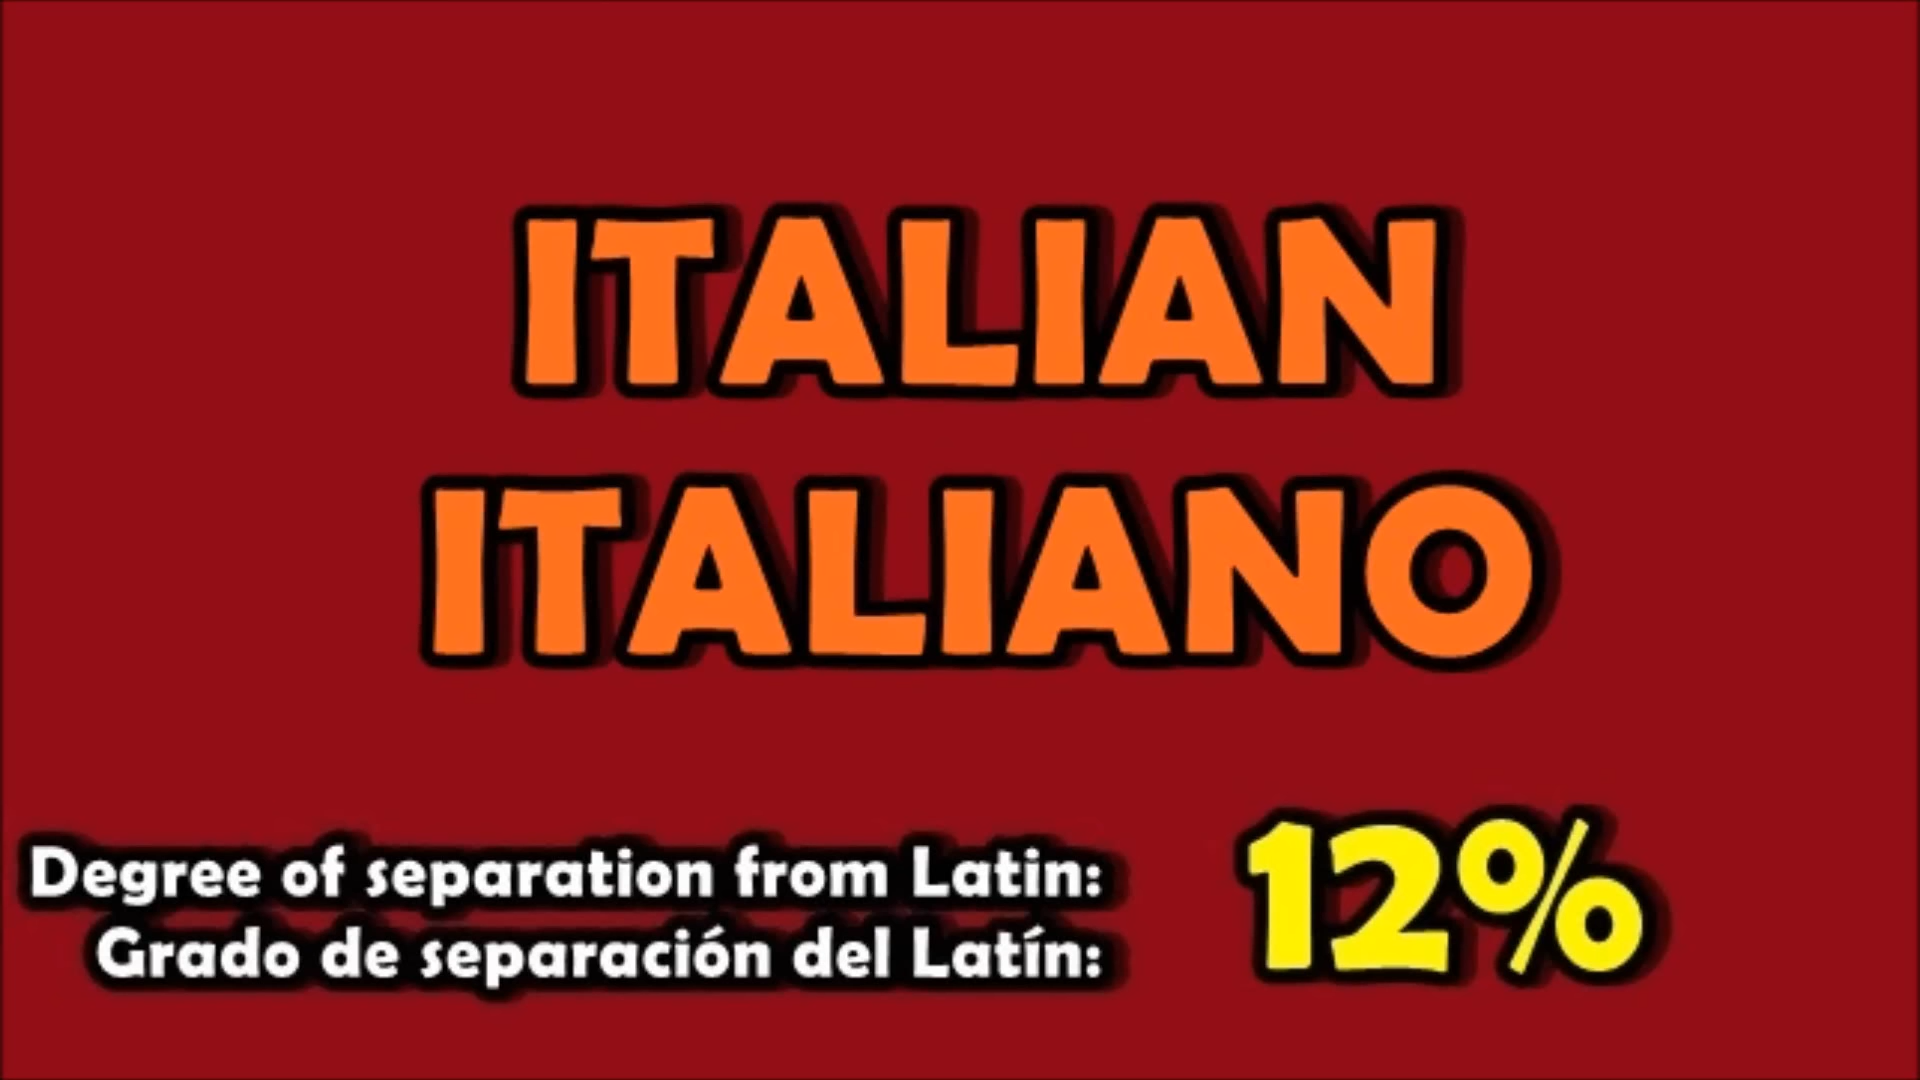 ITALIAN
ITALIANO
Degree of separation from Latin: 12%
Grado de separación del Latín: